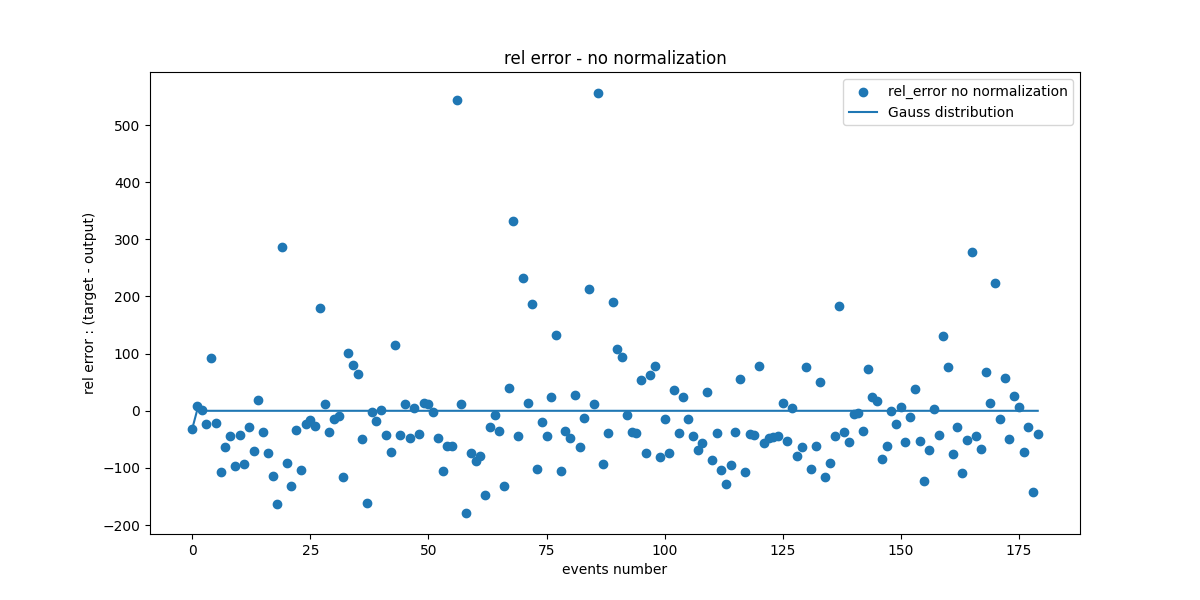 rel error - no normalization
rel_error no normalization
Gauss distribution
500
400
300
200
100
0
−100
−200
rel error : (target - output)
0 25 50 75 100 125 150 175
events number